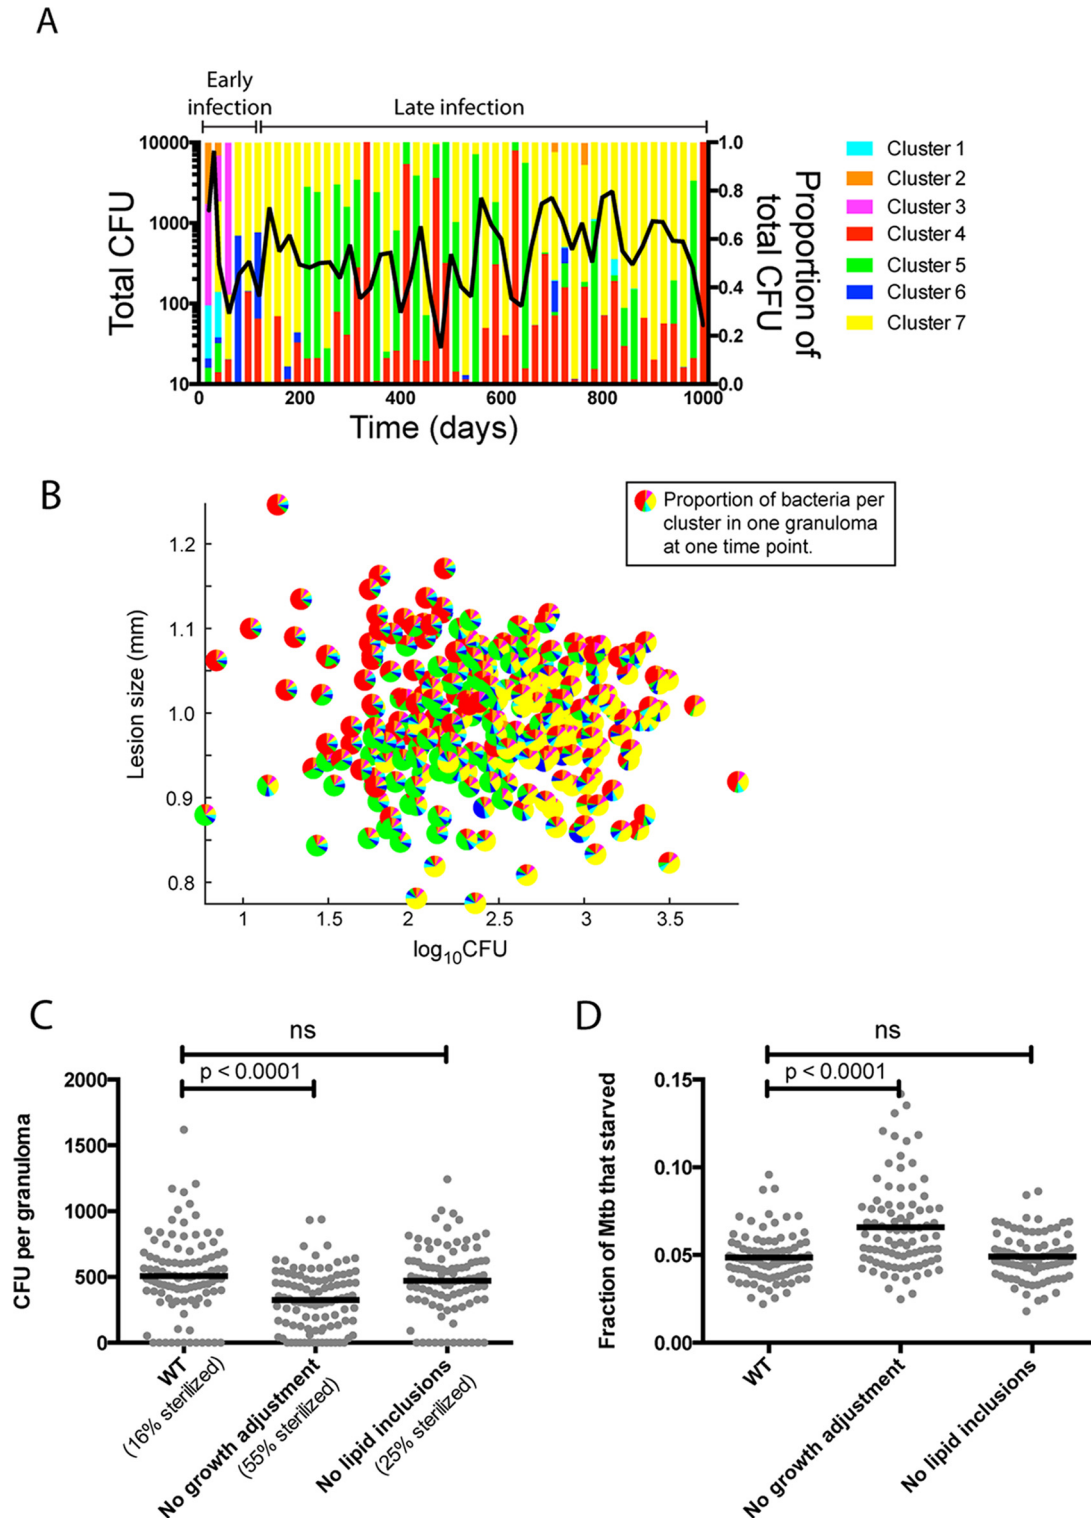 A
Early
infection
Late infection
Total CFU
10000
1000
100
10
1.0
0.8
0.6
0.4
0.2
0.0
Proportion of
total CFU
0
200
400
600
800
1000
Time (days)
Cluster 1
Cluster 2
Cluster 3
Cluster 4
Cluster 5
Cluster 6
Cluster 7
B
Proportion of bacteria per
cluster in one granuloma
at one time point.
Lesion size (mm)
1.2
1.1
1.0
0.9
0.8
1
1.5
2
2.5
3
3.5
log10CFU
C
ns
p < 0.0001
CFU per granuloma
2000
1500
1000
500
0
WT
(16% sterilized)
No growth adjustment
(55% sterilized)
No lipid inclusions
(25% sterilized)
D
ns
p < 0.0001
Fraction of Mtb that starved
0.15
0.10
0.05
0.00
WT
No growth adjustment
No lipid inclusions